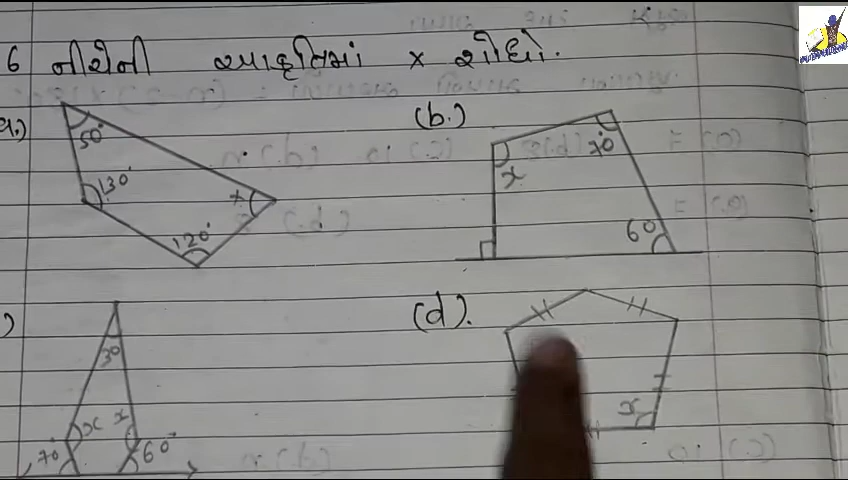 6 નીચેની આકૃતિમાં x શોધો.
a.)
50°
130°
x
120°
(b.)
70°
x
60
)
30
x x
70° 60°
(d).
x